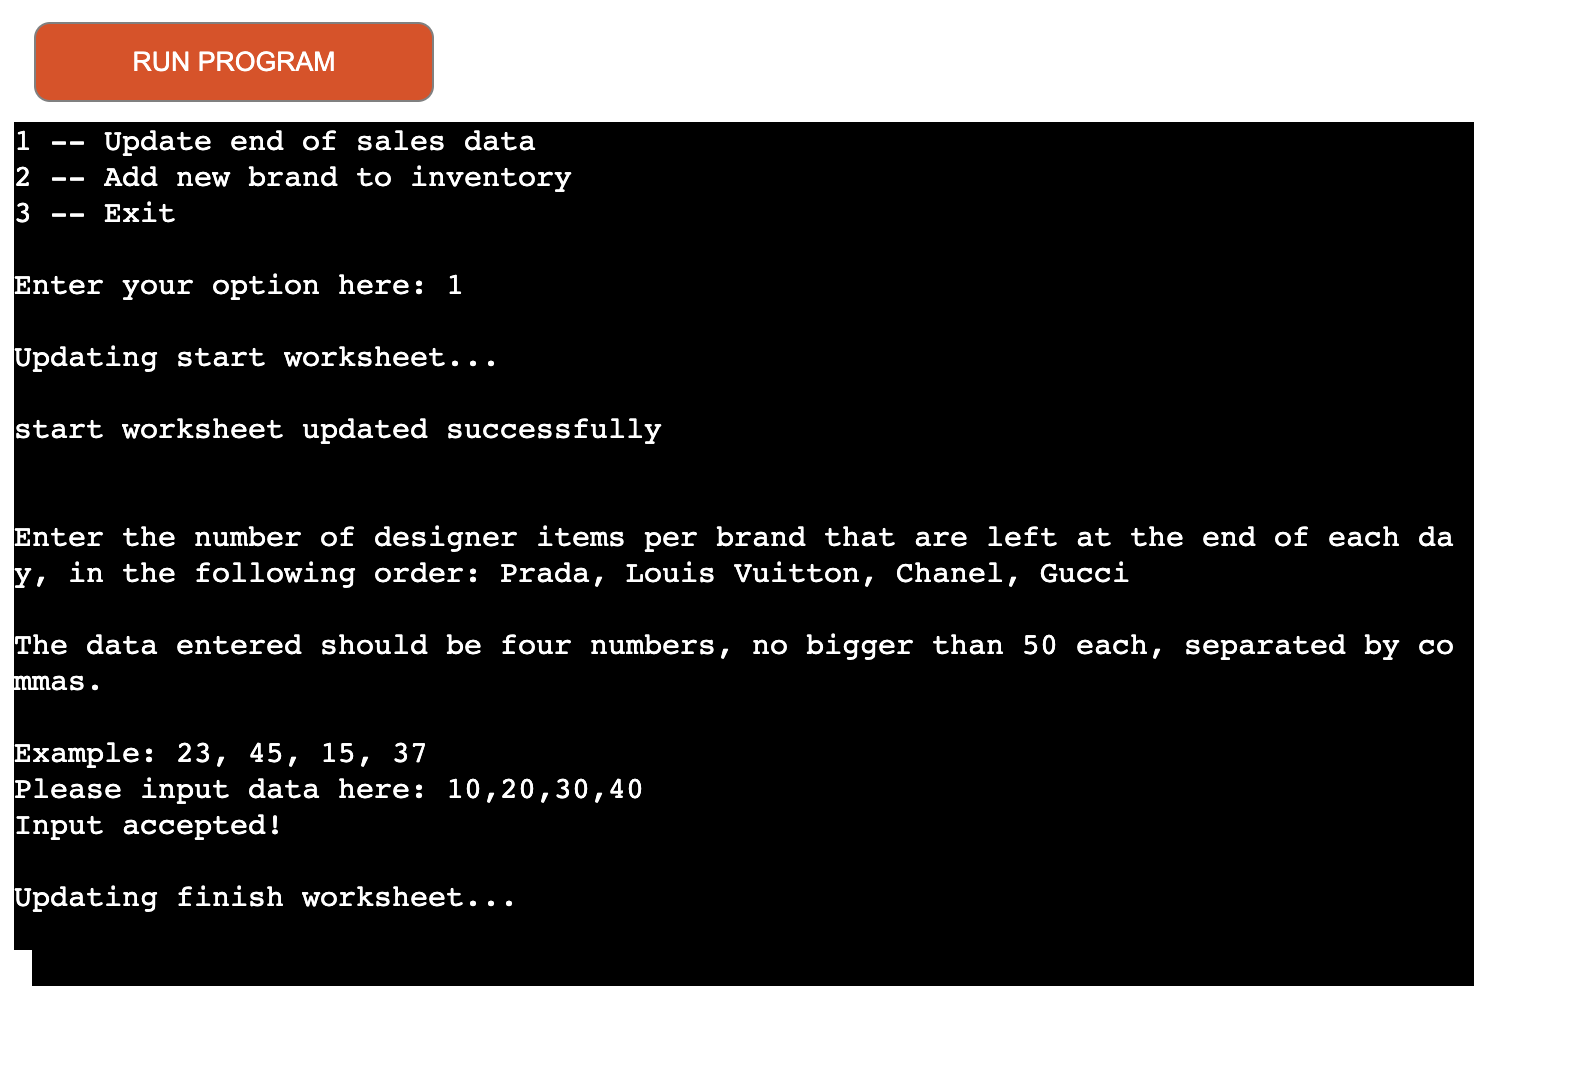 RUN PROGRAM
1 -- Update end of sales data
2 -- Add new brand to inventory
3 -- Exit
Enter your option here: 1
Updating start worksheet...
start worksheet updated successfully
Enter the number of designer items per brand that are left at the end of each da
y, in the following order: Prada, Louis Vuitton, Chanel, Gucci
The data entered should be four numbers, no bigger than 50 each, separated by co
mmas.
Example: 23, 45, 15, 37
Please input data here: 10,20,30,40
Input accepted!
Updating finish worksheet...